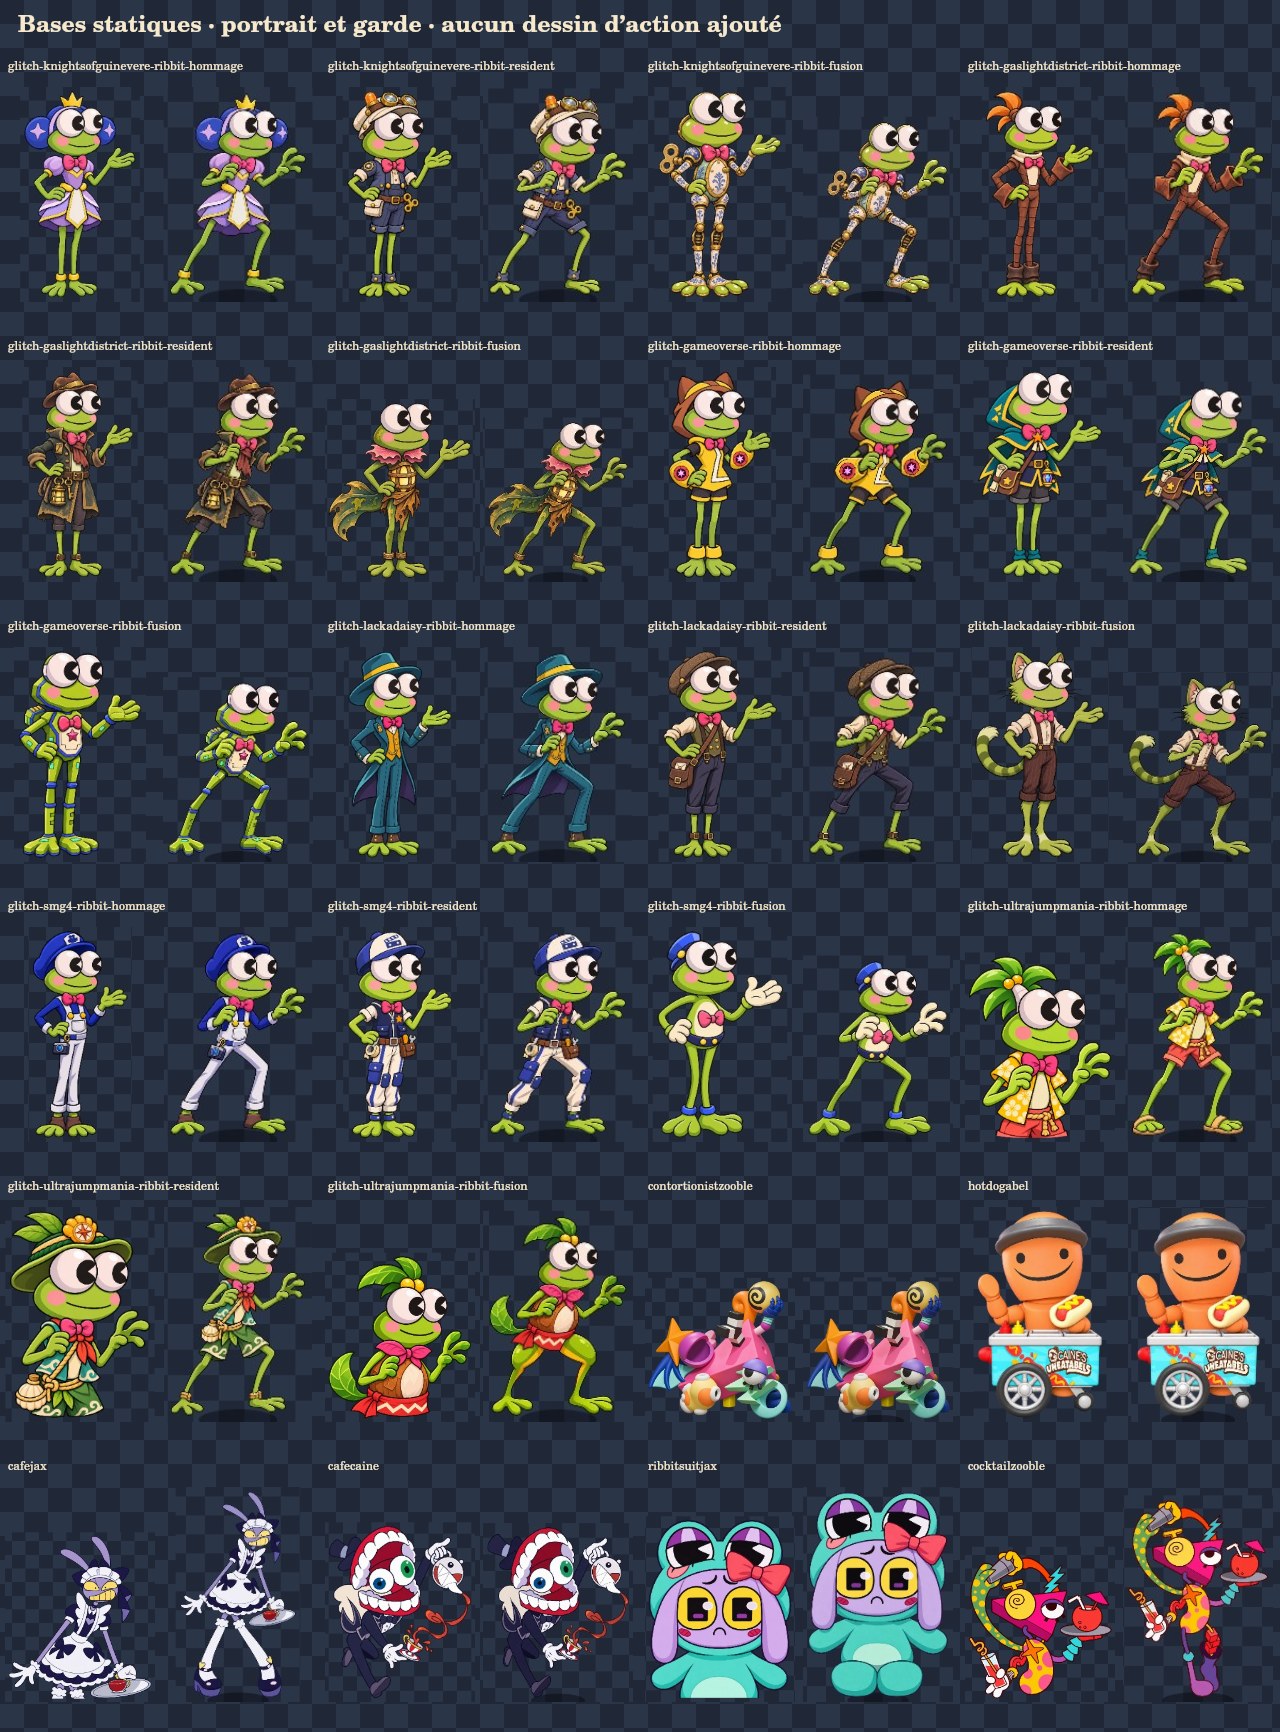 Bases statiques · portrait et garde · aucun dessin d’action ajouté
glitch-knightsofguinevere-ribbit-hommage
glitch-knightsofguinevere-ribbit-resident
glitch-knightsofguinevere-ribbit-fusion
glitch-gaslightdistrict-ribbit-hommage
glitch-gaslightdistrict-ribbit-resident
glitch-gaslightdistrict-ribbit-fusion
glitch-gameoverse-ribbit-hommage
glitch-gameoverse-ribbit-resident
glitch-gameoverse-ribbit-fusion
glitch-lackadaisy-ribbit-hommage
glitch-lackadaisy-ribbit-resident
glitch-lackadaisy-ribbit-fusion
glitch-smg4-ribbit-hommage
glitch-smg4-ribbit-resident
glitch-smg4-ribbit-fusion
glitch-ultrajumpmania-ribbit-hommage
glitch-ultrajumpmania-ribbit-resident
glitch-ultrajumpmania-ribbit-fusion
contortionistzooble
hotdogabel
CAINE'S
UNEATABLES
CAINE'S
UNEATABLES
cafejax
cafecaine
ribbitsuitjax
cocktailzooble